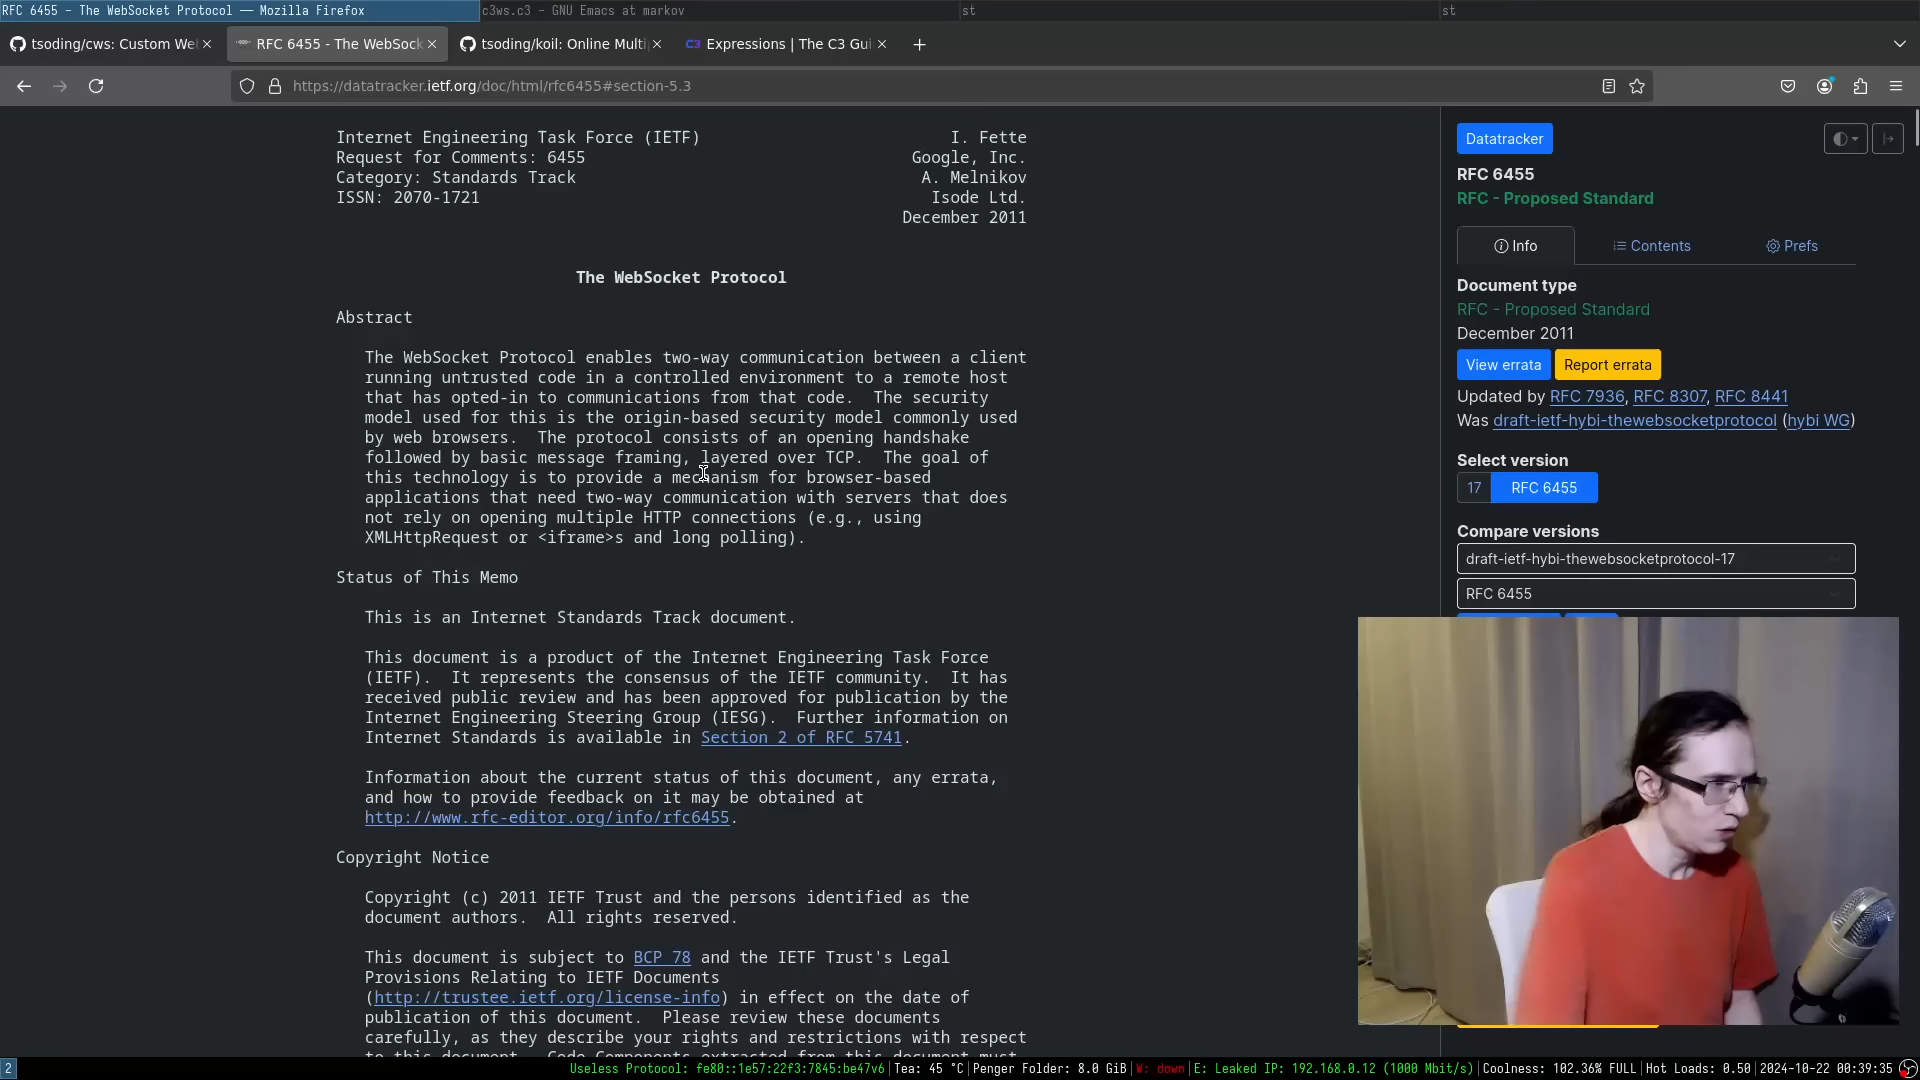 RFC 6455 - The WebSocket Protocol — Mozilla Firefox
c3ws.c3 - GNU Emacs at markov
st
st
tsoding/cws: Custom We
RFC 6455 - The WebSock
tsoding/koil: Online Multi
C3 Expressions | The C3 Gui
https://datatracker.ietf.org/doc/html/rfc6455#section-5.3
Internet Engineering Task Force (IETF) I. Fette
Request for Comments: 6455 Google, Inc.
Category: Standards Track A. Melnikov
ISSN: 2070-1721 Isode Ltd.
December 2011
The WebSocket Protocol
Abstract
The WebSocket Protocol enables two-way communication between a client
running untrusted code in a controlled environment to a remote host
that has opted-in to communications from that code.  The security
model used for this is the origin-based security model commonly used
by web browsers.  The protocol consists of an opening handshake
followed by basic message framing, layered over TCP.  The goal of
this technology is to provide a mechanism for browser-based
applications that need two-way communication with servers that does
not rely on opening multiple HTTP connections (e.g., using
XMLHttpRequest or <iframe>s and long polling).
Status of This Memo
This is an Internet Standards Track document.
This document is a product of the Internet Engineering Task Force
(IETF).  It represents the consensus of the IETF community.  It has
received public review and has been approved for publication by the
Internet Engineering Steering Group (IESG).  Further information on
Internet Standards is available in Section 2 of RFC 5741.
Information about the current status of this document, any errata,
and how to provide feedback on it may be obtained at
http://www.rfc-editor.org/info/rfc6455.
Copyright Notice
Copyright (c) 2011 IETF Trust and the persons identified as the
document authors.  All rights reserved.
This document is subject to BCP 78 and the IETF Trust's Legal
Provisions Relating to IETF Documents
(http://trustee.ietf.org/license-info) in effect on the date of
publication of this document.  Please review these documents
carefully, as they describe your rights and restrictions with respect
to this document.  Code Components extracted from this document must
Datatracker
RFC 6455
RFC - Proposed Standard
Info
Contents
Prefs
Document type
RFC - Proposed Standard
December 2011
View errata Report errata
Updated by RFC 7936, RFC 8307, RFC 8441
Was draft-ietf-hybi-thewebsocketprotocol (hybi WG)
Select version
17 RFC 6455
Compare versions
draft-ietf-hybi-thewebsocketprotocol-17
RFC 6455
2
Useless Protocol: fe80::1e57:22f3:7845:be47v6|Tea: 45 °C|Penger Folder: 8.0 GiB|W: down|E: Leaked IP: 192.168.0.12 (1000 Mbit/s)|Coolness: 102.36% FULL|Hot Loads: 0.50|2024-10-22 00:39:35